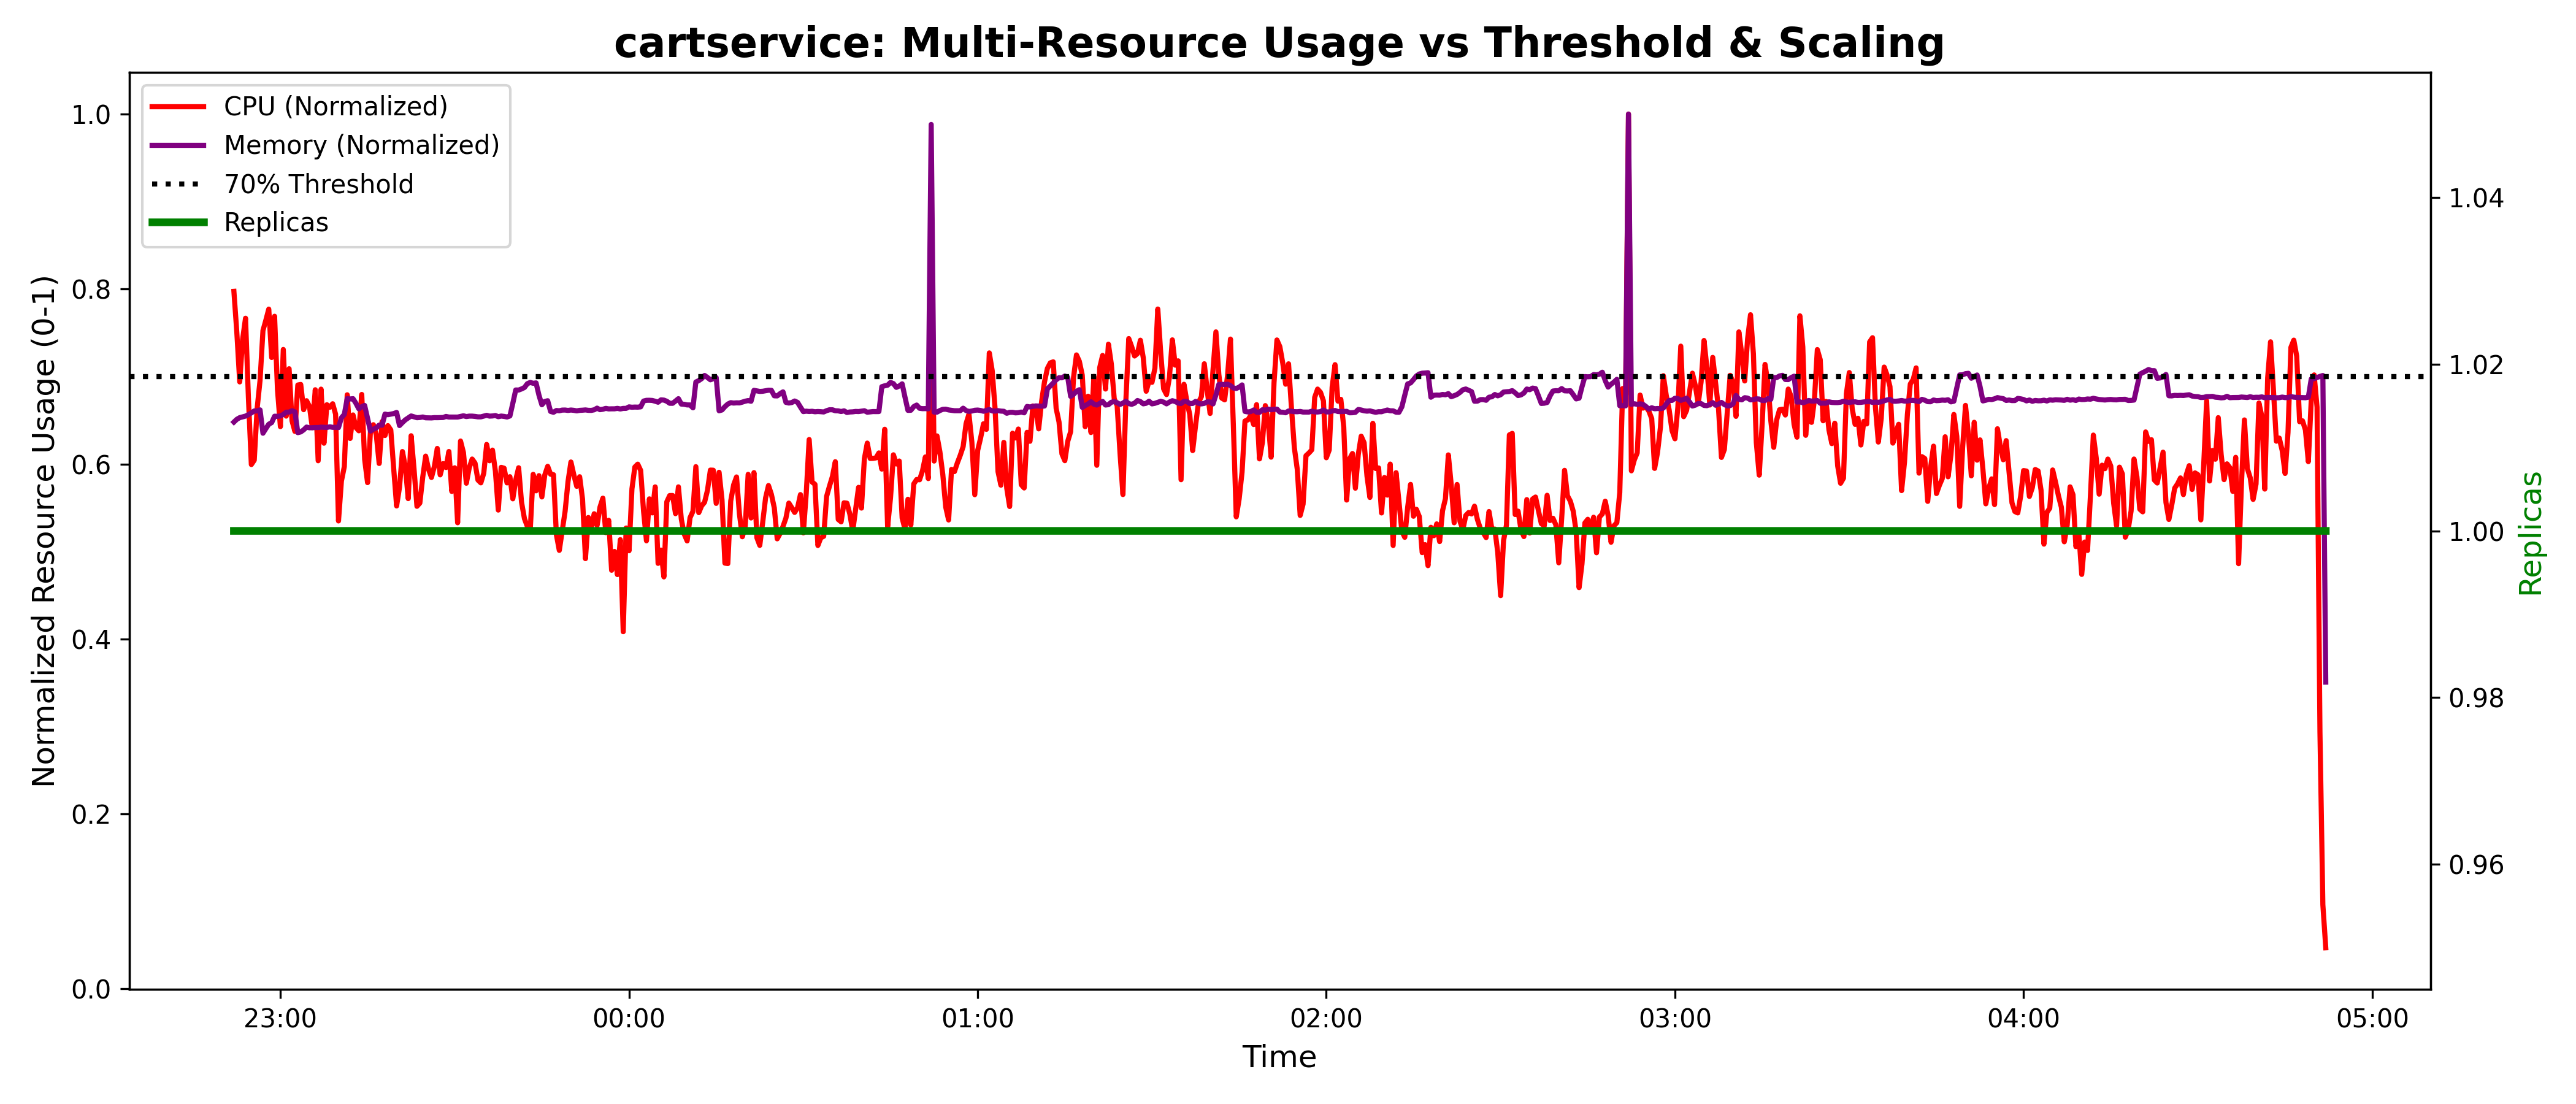 cartservice: Multi-Resource Usage vs Threshold & Scaling
CPU (Normalized)
Memory (Normalized)
70% Threshold
Replicas
Normalized Resource Usage (0-1)
1.0
0.8
0.6
0.4
0.2
0.0
1.04
1.02
1.00
0.98
0.96
Replicas
23:00
00:00
01:00
02:00
03:00
04:00
05:00
Time